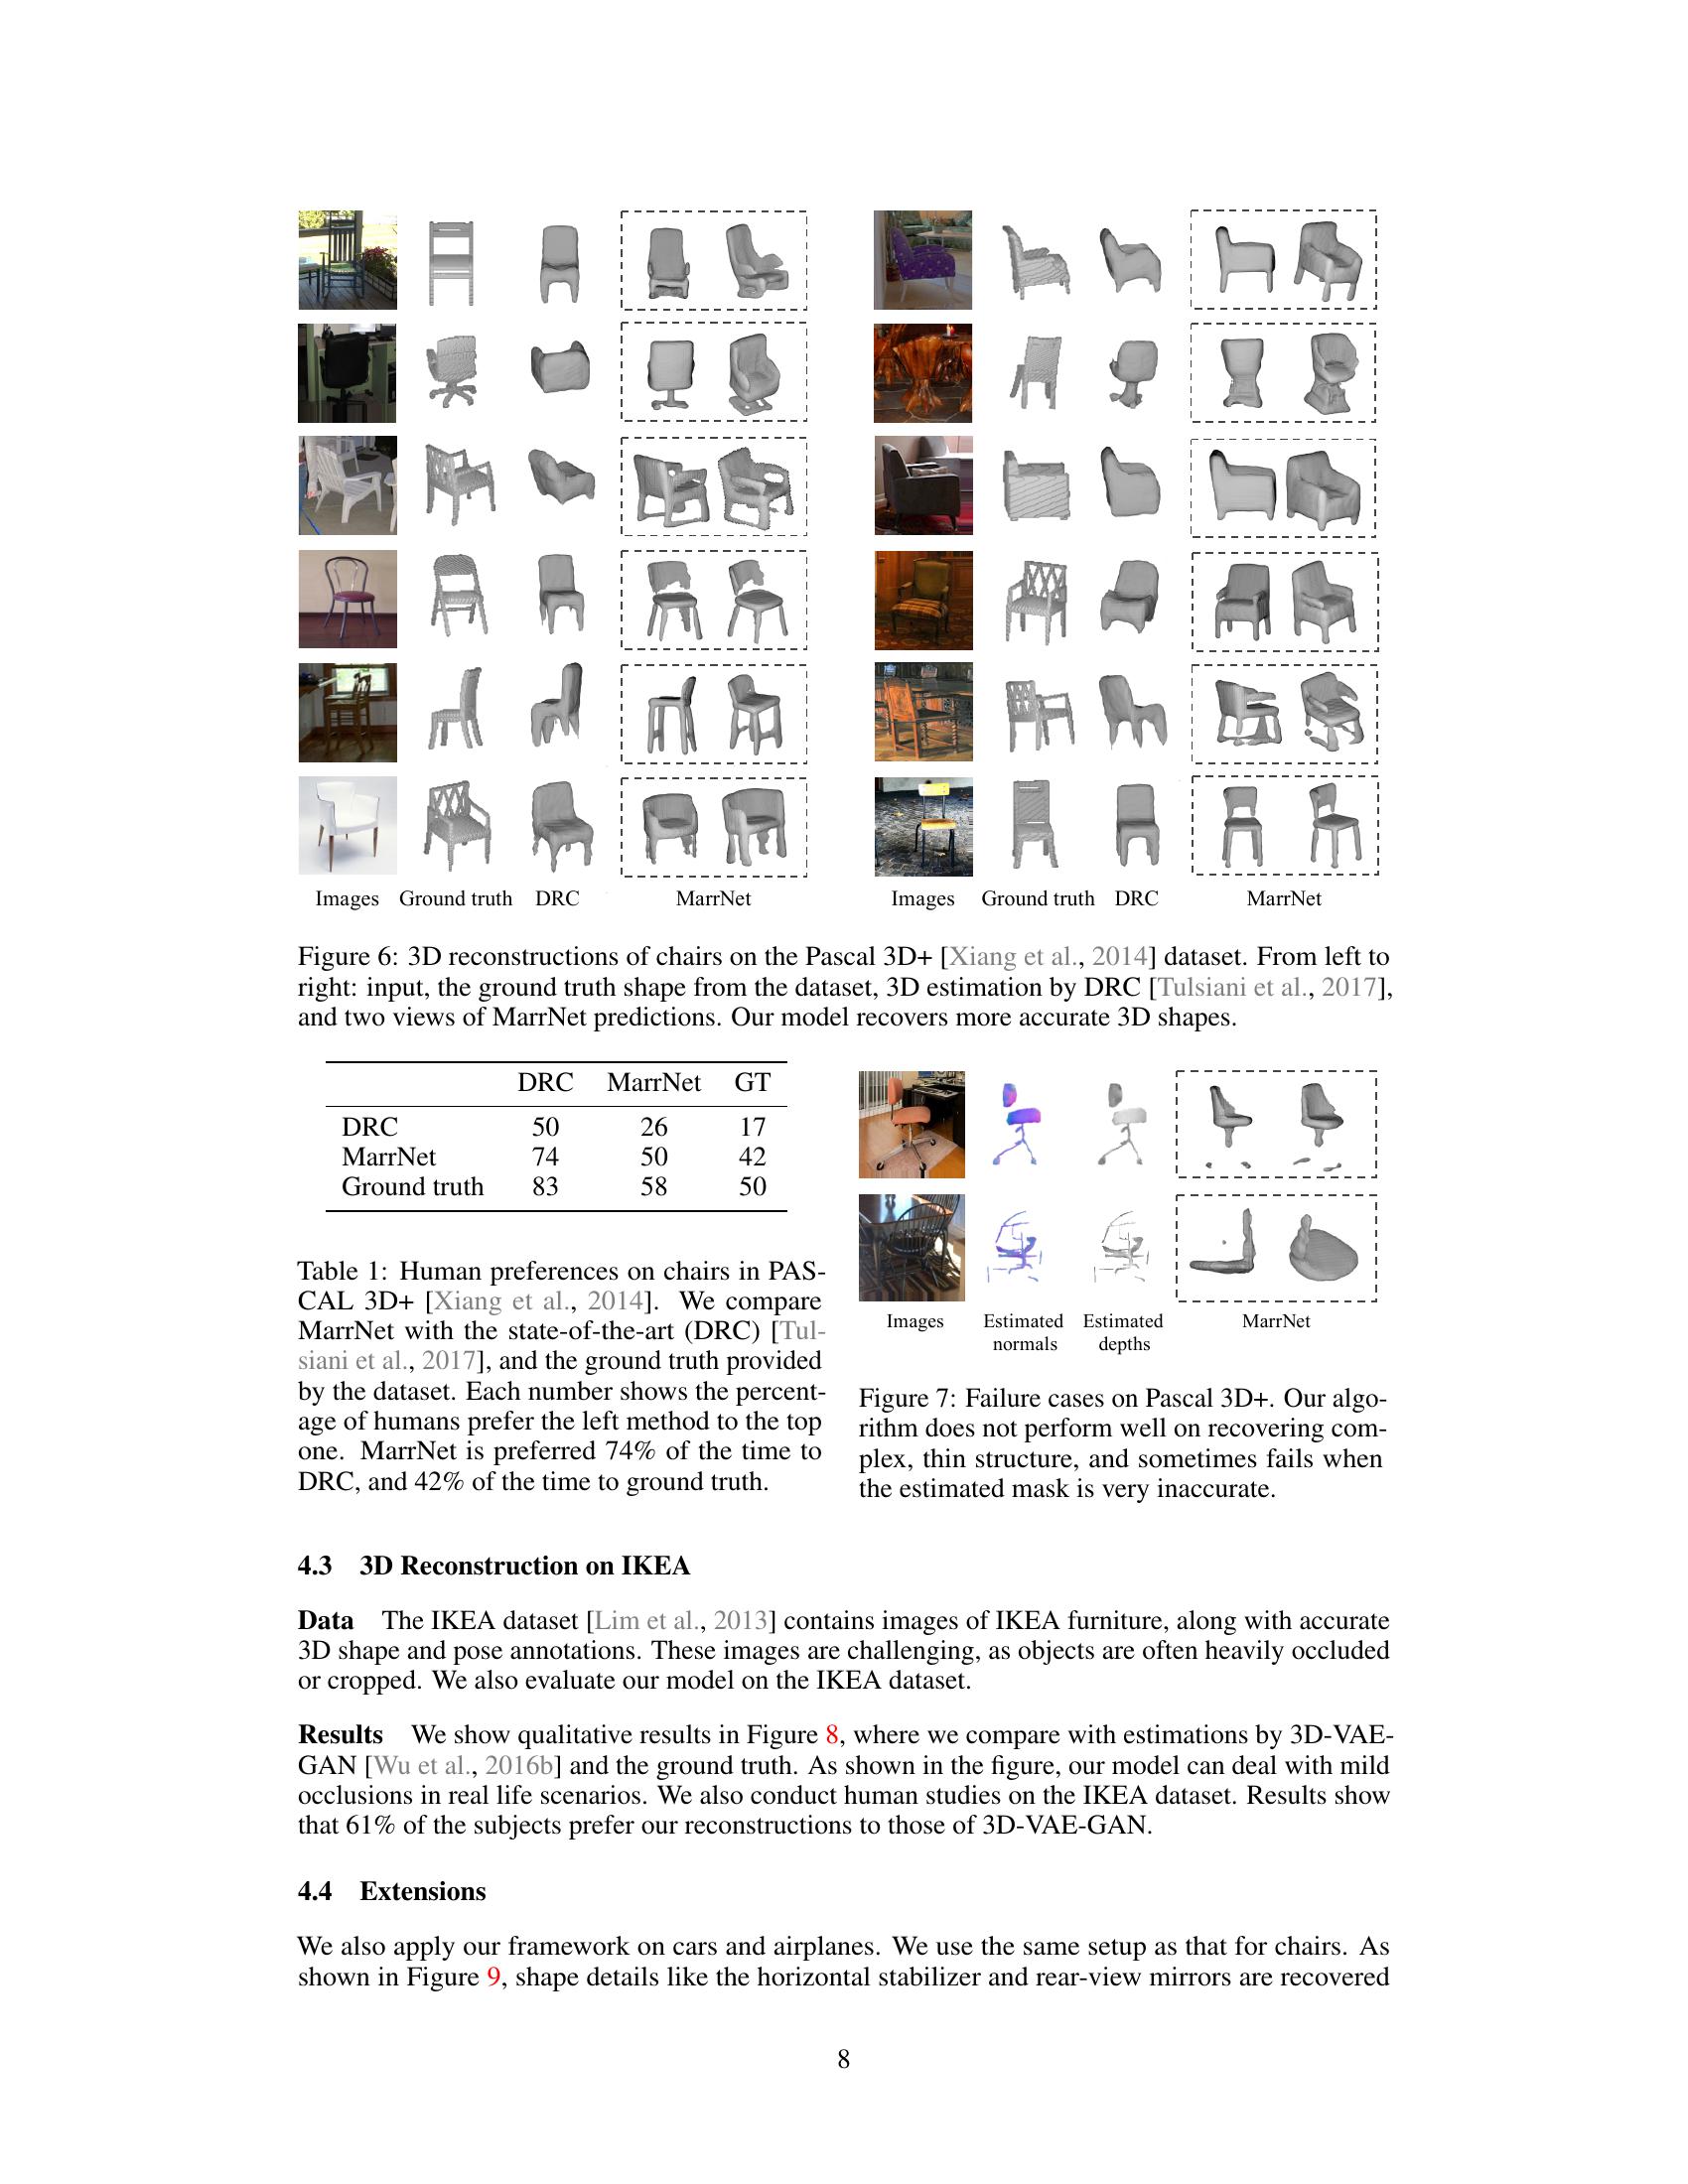 Images Ground truth DRC MarrNet
Images Ground truth DRC MarrNet
Figure 6: 3D reconstructions of chairs on the Pascal 3D+ [Xiang et al., 2014] dataset. From left to
right: input, the ground truth shape from the dataset, 3D estimation by DRC [Tulsiani et al., 2017],
and two views of MarrNet predictions. Our model recovers more accurate 3D shapes.
DRC MarrNet GT
DRC 50 26 17
MarrNet 74 50 42
Ground truth 83 58 50
Table 1: Human preferences on chairs in PAS-
CAL 3D+ [Xiang et al., 2014]. We compare
MarrNet with the state-of-the-art (DRC) [Tul-
siani et al., 2017], and the ground truth provided
by the dataset. Each number shows the percent-
age of humans prefer the left method to the top
one. MarrNet is preferred 74% of the time to
DRC, and 42% of the time to ground truth.
Images Estimated normals Estimated depths MarrNet
Figure 7: Failure cases on Pascal 3D+. Our algo-
rithm does not perform well on recovering com-
plex, thin structure, and sometimes fails when
the estimated mask is very inaccurate.
4.3 3D Reconstruction on IKEA
Data The IKEA dataset [Lim et al., 2013] contains images of IKEA furniture, along with accurate
3D shape and pose annotations. These images are challenging, as objects are often heavily occluded
or cropped. We also evaluate our model on the IKEA dataset.
Results We show qualitative results in Figure 8, where we compare with estimations by 3D-VAE-
GAN [Wu et al., 2016b] and the ground truth. As shown in the figure, our model can deal with mild
occlusions in real life scenarios. We also conduct human studies on the IKEA dataset. Results show
that 61% of the subjects prefer our reconstructions to those of 3D-VAE-GAN.
4.4 Extensions
We also apply our framework on cars and airplanes. We use the same setup as that for chairs. As
shown in Figure 9, shape details like the horizontal stabilizer and rear-view mirrors are recovered
8